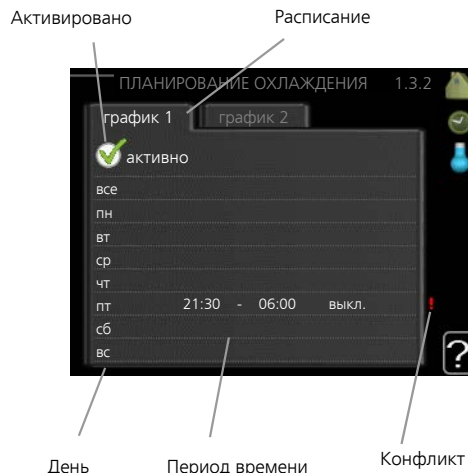 Активировано
Расписание
ПЛАНИРОВАНИЕ ОХЛАЖДЕНИЯ 1.3.2
график 1 график 2
активно
все
пн
вт
ср
чт
пт 21:30 - 06:00 выкл. !
сб
вс
?
День Период времени Конфликт